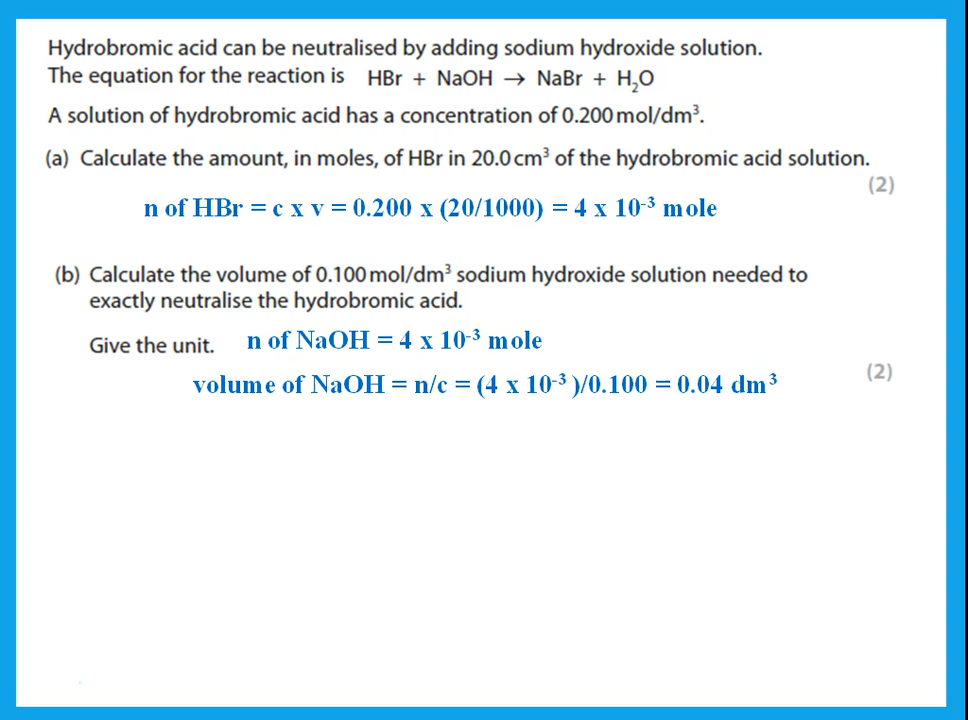 Hydrobromic acid can be neutralised by adding sodium hydroxide solution.
The equation for the reaction is HBr + NaOH → NaBr + H₂O
A solution of hydrobromic acid has a concentration of 0.200 mol/dm³.
(a) Calculate the amount, in moles, of HBr in 20.0 cm³ of the hydrobromic acid solution.
(2)
n of HBr = c x v = 0.200 x (20/1000) = 4 x 10⁻³ mole
(b) Calculate the volume of 0.100 mol/dm³ sodium hydroxide solution needed to
exactly neutralise the hydrobromic acid.
Give the unit. n of NaOH = 4 x 10⁻³ mole
volume of NaOH = n/c = (4 x 10⁻³ )/0.100 = 0.04 dm³
(2)